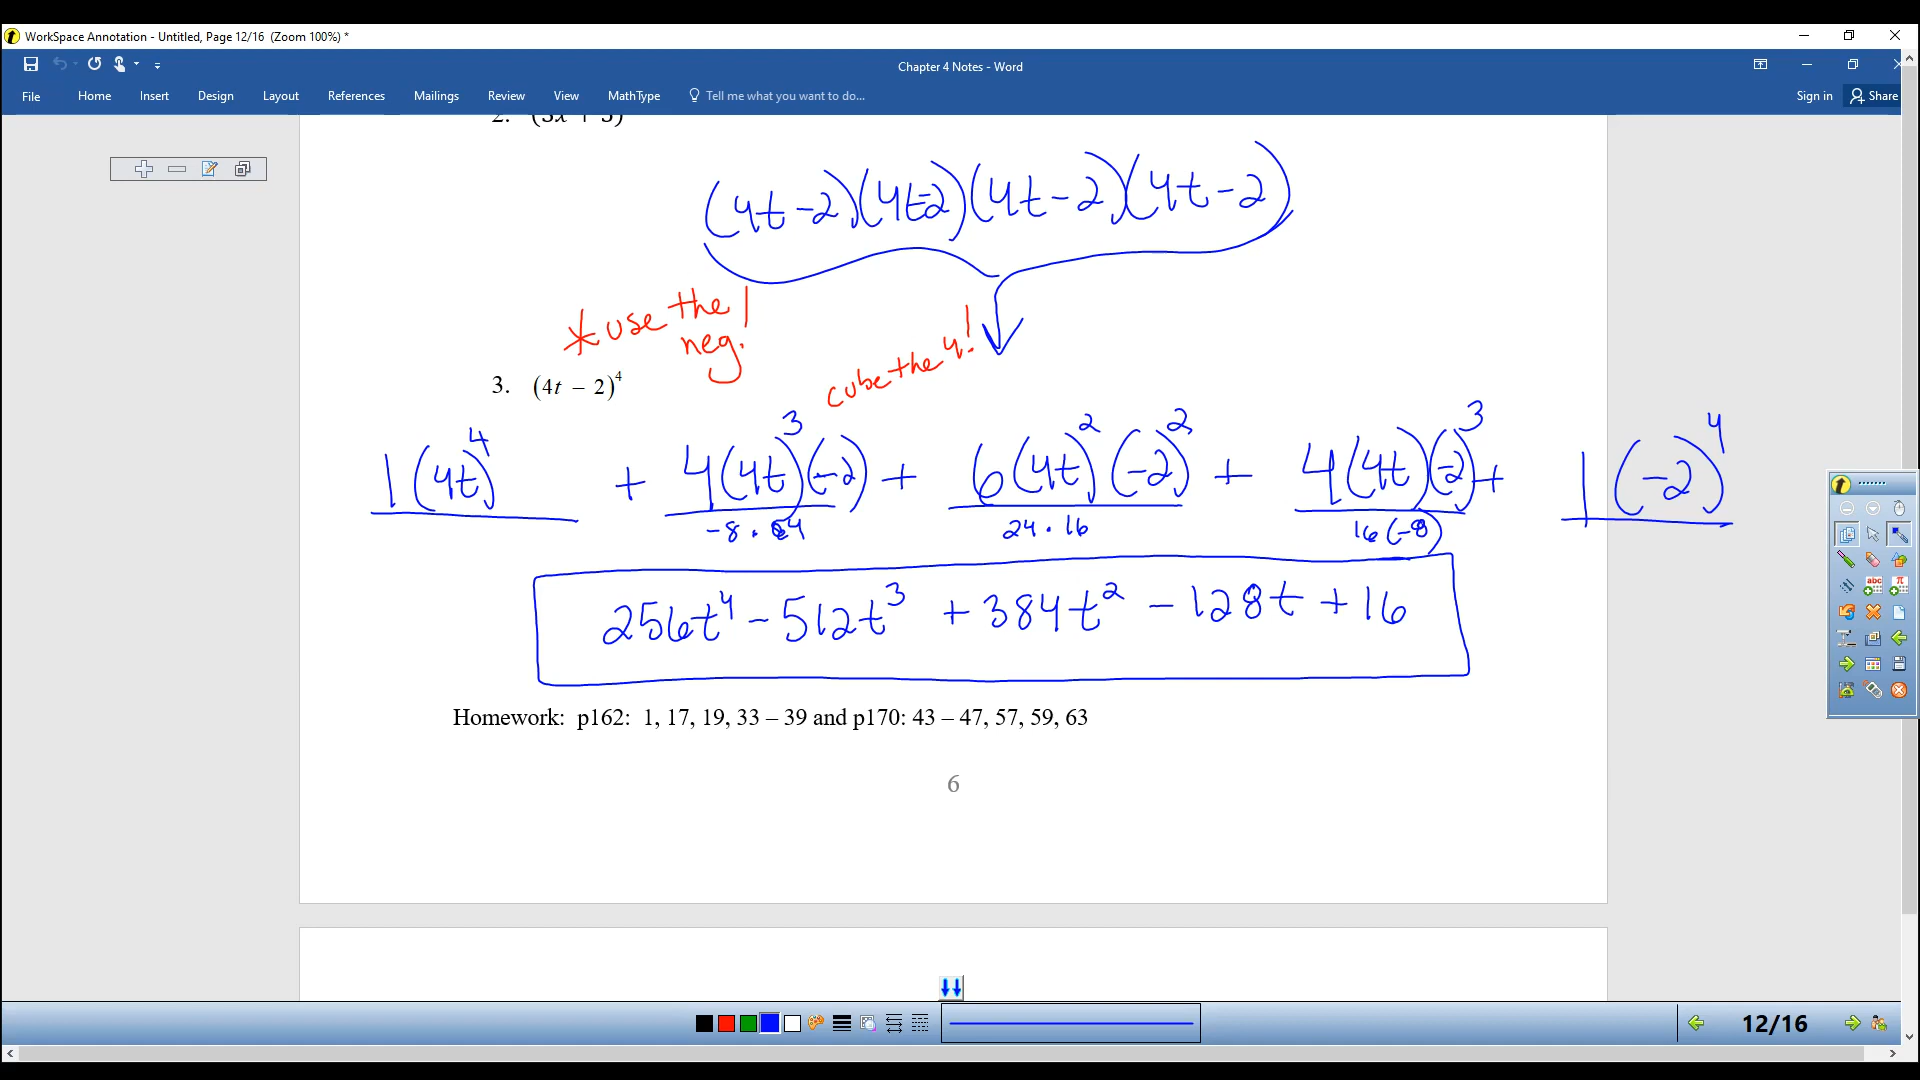 WorkSpace Annotation - Untitled, Page 12/16 (Zoom 100%) *
Chapter 4 Notes - Word
File Home Insert Design Layout References Mailings Review View MathType Tell me what you want to do... Sign in Share
2. (3x + 5)
(4t-2)(4t-2)(4t-2)(4t-2)
*use the neg!
cube the 4!
3. (4t − 2)⁴
1(4t)⁴ + 4(4t)³(-2) + 6(4t)²(-2)² + 4(4t)(-2)³ + 1(-2)⁴
-8 · 64 24 · 16 16(-8)
256t⁴ - 512t³ + 384t² - 128t + 16
Homework: p162: 1, 17, 19, 33 – 39 and p170: 43 – 47, 57, 59, 63
6
12/16